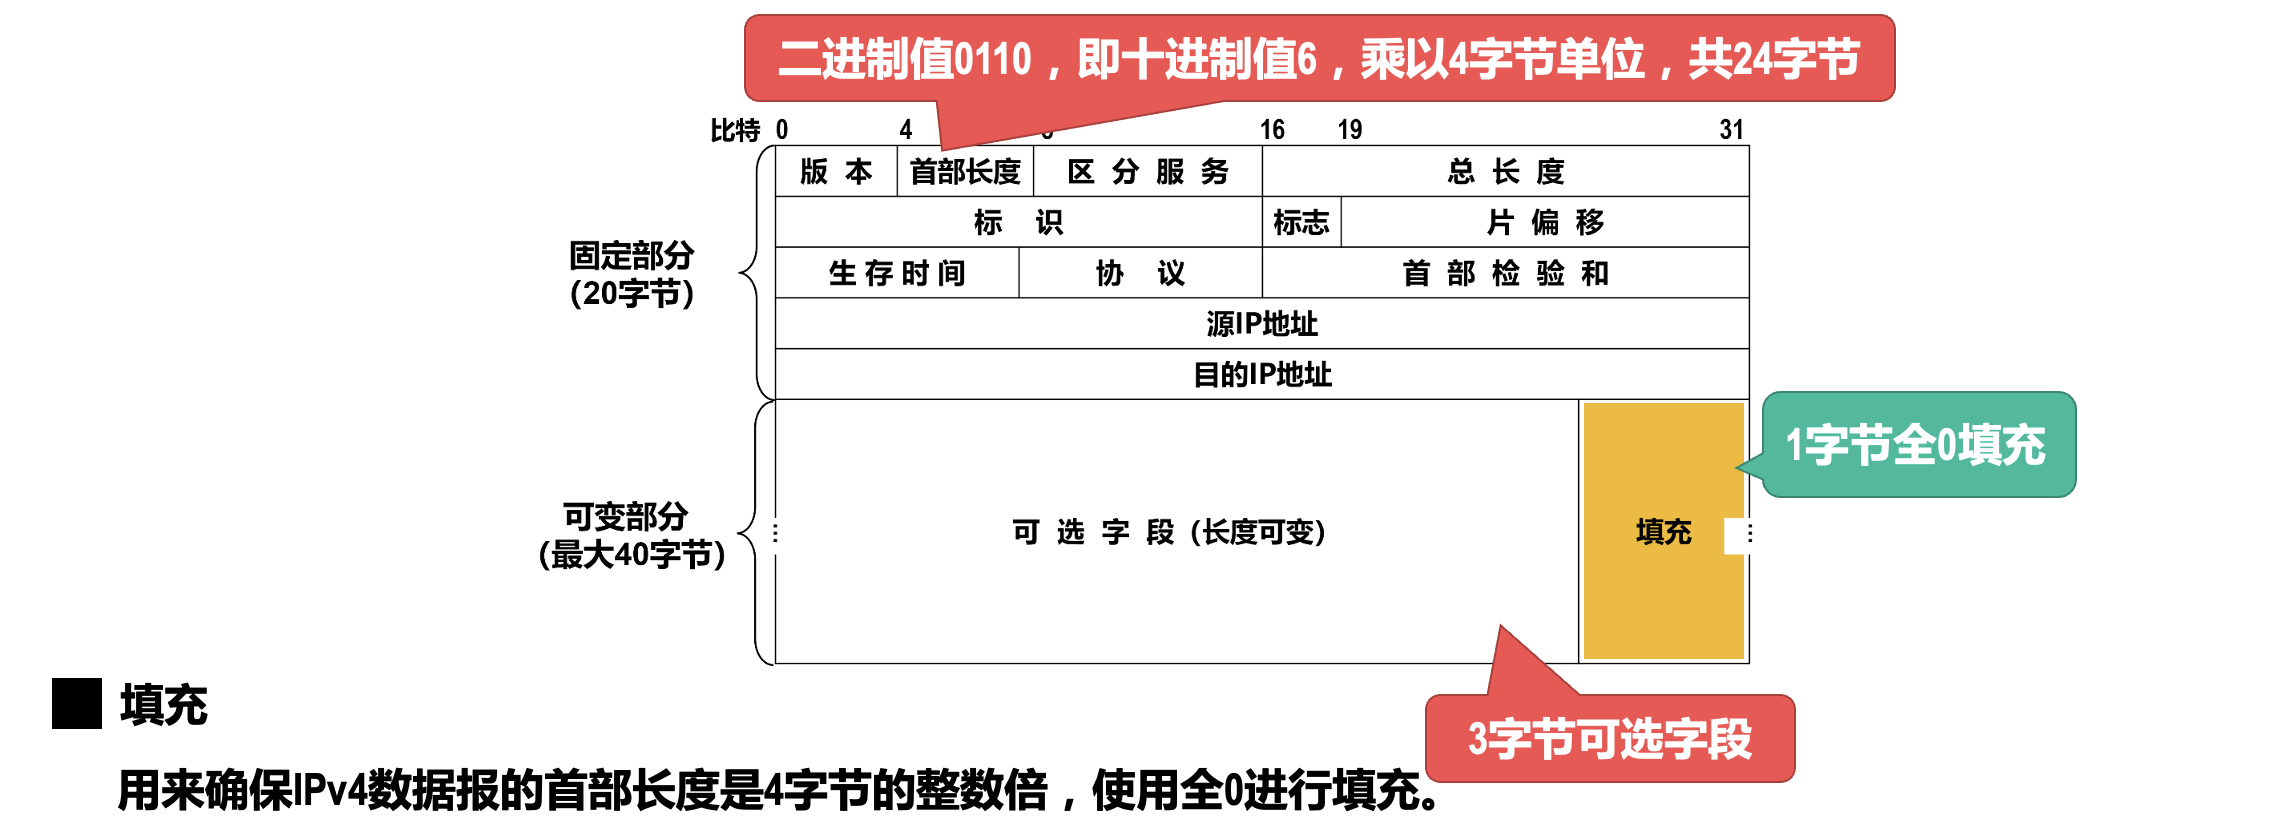 二进制值0110，即十进制值6，乘以4字节单位，共24字节
比特 0 4 16 19 31
版 本 首部长度 区 分 服 务 总 长 度
标 识 标志 片 偏 移
生 存 时 间 协 议 首 部 检 验 和
源IP地址
目的IP地址
固定部分
（20字节）
1字节全0填充
可变部分
（最大40字节）
⋮ 可 选 字 段（长度可变） 填充 ⋮
3字节可选字段
填充
用来确保IPv4数据报的首部长度是4字节的整数倍，使用全0进行填充。